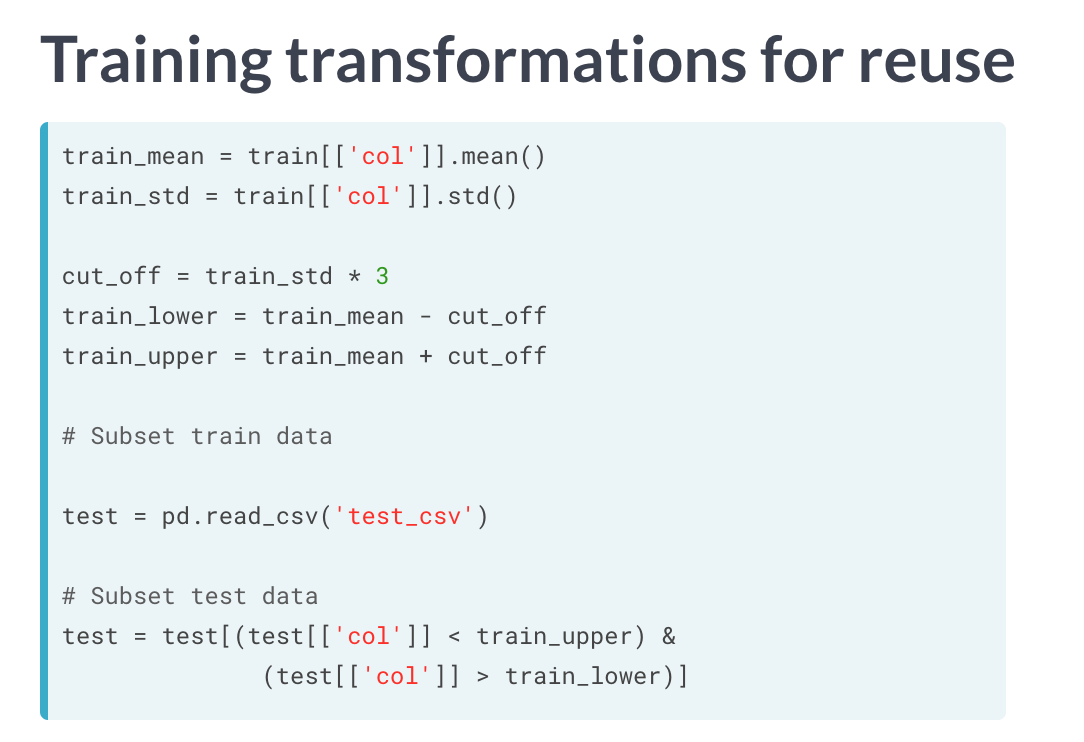 Training transformations for reuse
train_mean = train[['col']].mean()
train_std = train[['col']].std()
cut_off = train_std * 3
train_lower = train_mean - cut_off
train_upper = train_mean + cut_off
# Subset train data
test = pd.read_csv('test_csv')
# Subset test data
test = test[(test[['col']] < train_upper) &
(test[['col']] > train_lower)]